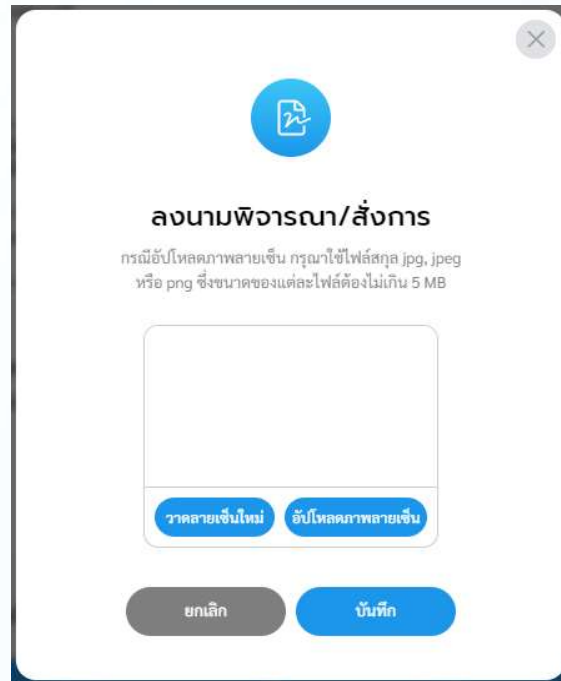 ลงนามพิจารณา/สั่งการ
กรณีอัปโหลดภาพลายเซ็น กรุณาใช้ไฟล์สกุล jpg, jpeg
หรือ png ซึ่งขนาดของแต่ละไฟล์ต้องไม่เกิน 5 MB
วาดลายเซ็นใหม่ อัปโหลดภาพลายเซ็น
ยกเลิก บันทึก